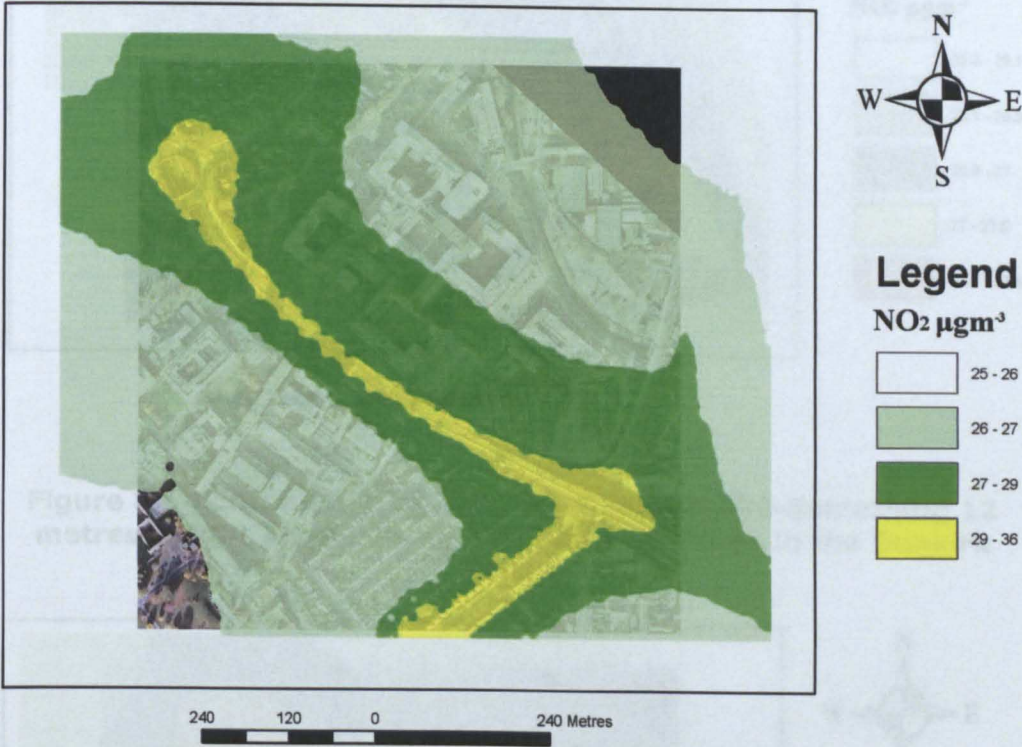 N
W E
S
Legend
NO₂ µgm⁻³
25 - 26
26 - 27
27 - 29
29 - 36
240 120 0 240 Metres